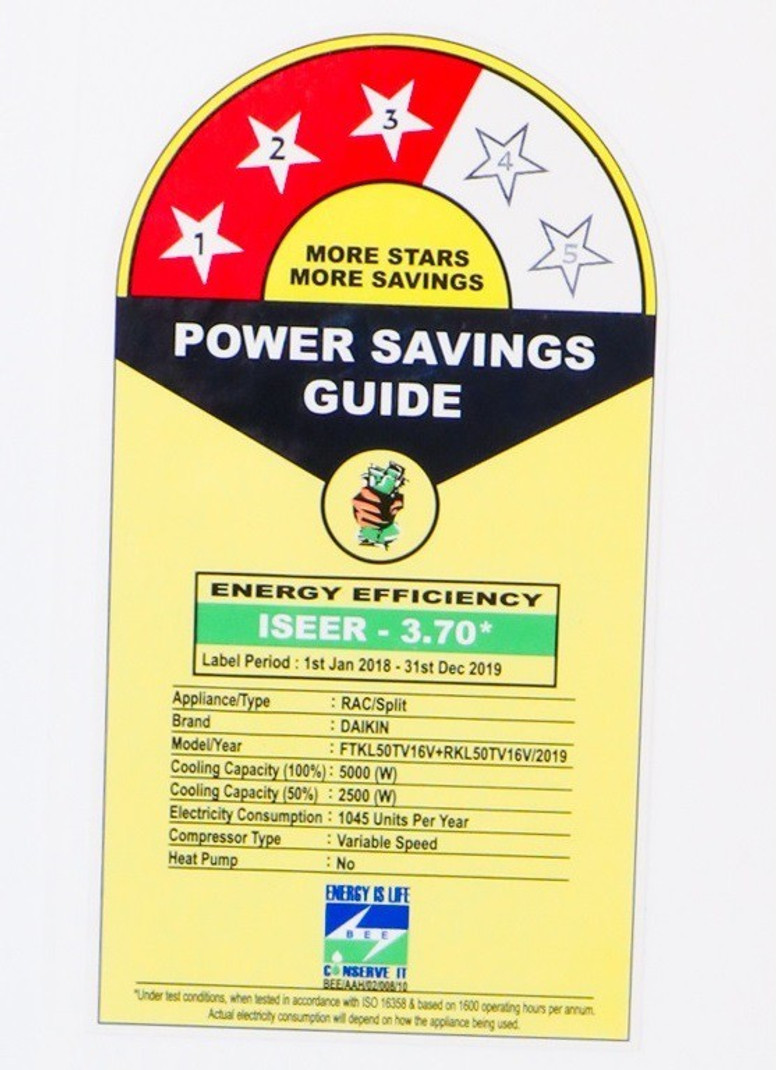 1
2
3
4
5
MORE STARS
MORE SAVINGS
POWER SAVINGS
GUIDE
ENERGY EFFICIENCY
ISEER - 3.70*
Label Period : 1st Jan 2018 - 31st Dec 2019
Appliance/Type : RAC/Split
Brand : DAIKIN
Model/Year : FTKL50TV16V+RKL50TV16V/2019
Cooling Capacity (100%) : 5000 (W)
Cooling Capacity (50%) : 2500 (W)
Electricity Consumption : 1045 Units Per Year
Compressor Type : Variable Speed
Heat Pump : No
ENERGY IS LIFE
BEE
CONSERVE IT
BEE/AAH/02/008/10
*Under test conditions, when tested in accordance with ISO 16358 & based on 1600 operating hours per annum.
Actual electricity consumption will depend on how the appliance being used.